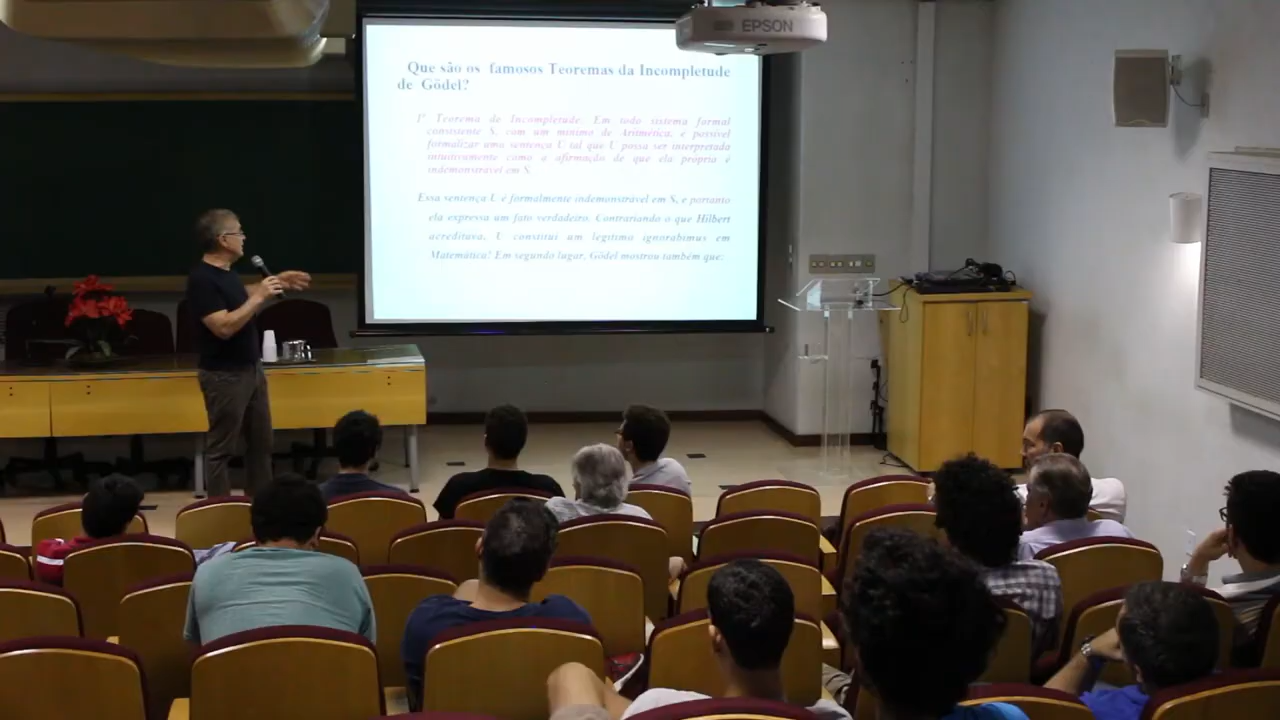 EPSON
Que são os famosos Teoremas da Incompletude
de Gödel?
1º Teorema de Incompletude: Em todo sistema formal
consistente S, com um mínimo de Aritmética, é possível
formalizar uma sentença U tal que U possa ser interpretada
intuitivamente como a afirmação de que ela própria é
indemonstrável em S.
Essa sentença U é formalmente indemonstrável em S, e portanto
ela expressa um fato verdadeiro. Contrariando o que Hilbert
acreditava, U constitui um legítimo ignorabimus em
Matemática! Em segundo lugar, Gödel mostrou também que: